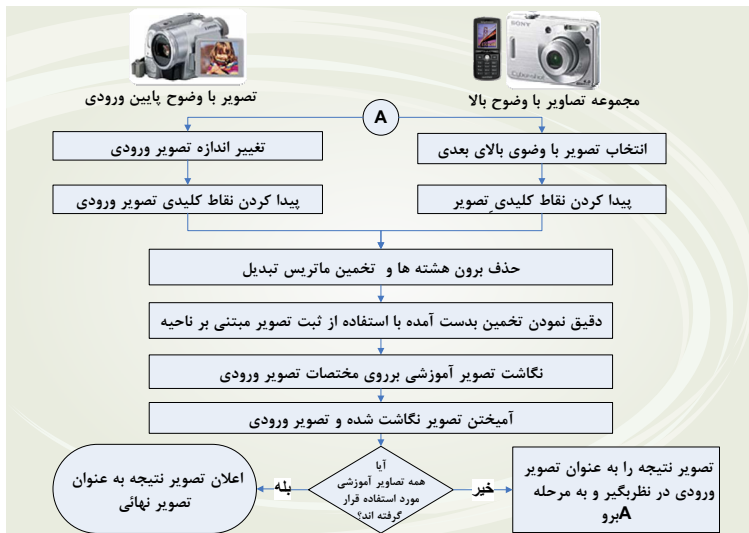 SONY
Cyber-shot
مجموعه تصاویر با وضوح بالا
تصویر با وضوح پایین ورودی
A
انتخاب تصویر با وضوی بالای بعدی
تغییر اندازه تصویر ورودی
پیدا کردن نقاط کلیدی ِتصویر
پیدا کردن نقاط کلیدی تصویر ورودی
حذف برون هشته ها و تخمین ماتریس تبدیل
دقیق نمودن تخمین بدست آمده با استفاده از ثبت تصویر مبتنی بر ناحیه
نگاشت تصویر آموزشی برروی مختصات تصویر ورودی
آمیختن تصویر نگاشت شده و تصویر ورودی
آیا
همه تصاویر آموزشی
مورد استفاده قرار
گرفته اند؟
خیر
تصویر نتیجه را به عنوان تصویر
ورودی در نظربگیر و به مرحله
Aبرو
بله
اعلان تصویر نتیجه به عنوان
تصویر نهائی